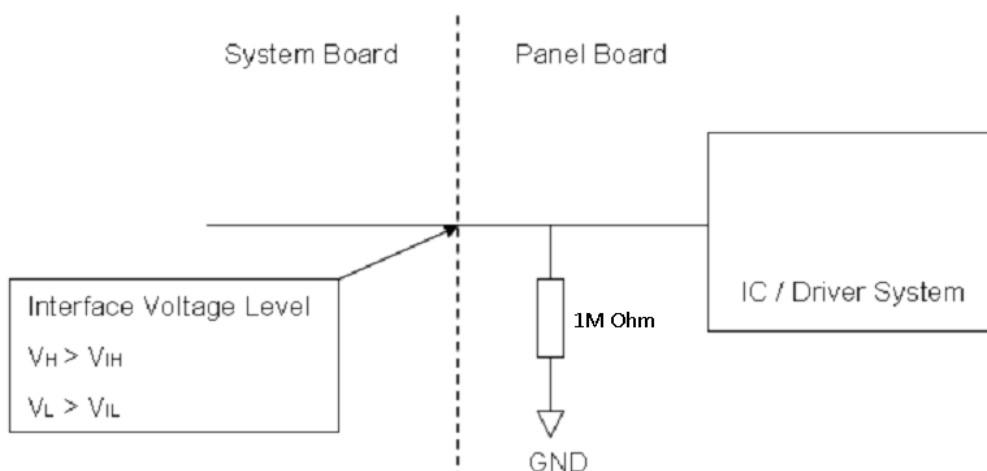 System Board
Panel Board
Interface Voltage Level
VH > VIH
VL > VIL
1M Ohm
IC / Driver System
GND